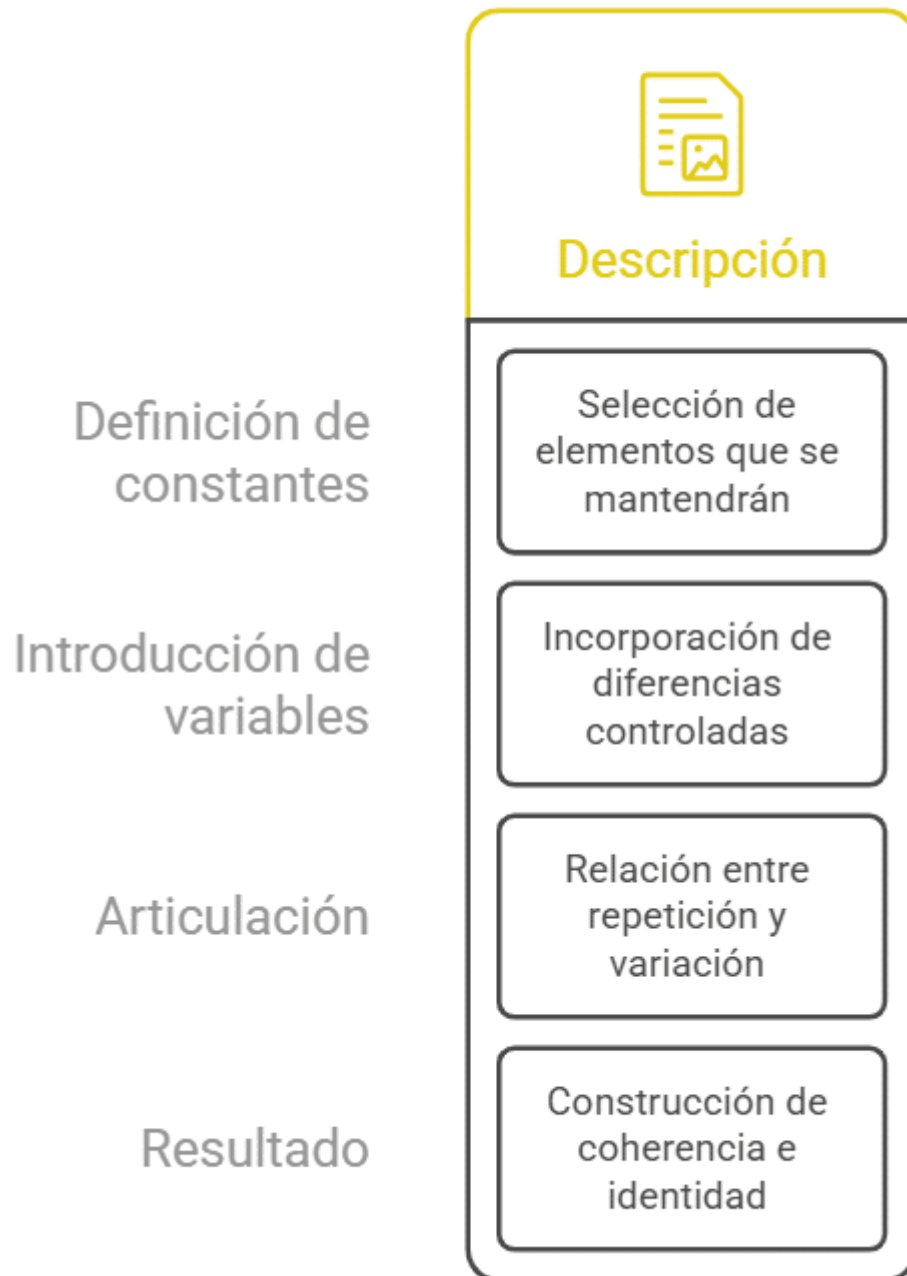 Descripción
Definición de
constantes
Selección de
elementos que se
mantendrán
Introducción de
variables
Incorporación de
diferencias
controladas
Articulación
Relación entre
repetición y
variación
Resultado
Construcción de
coherencia e
identidad